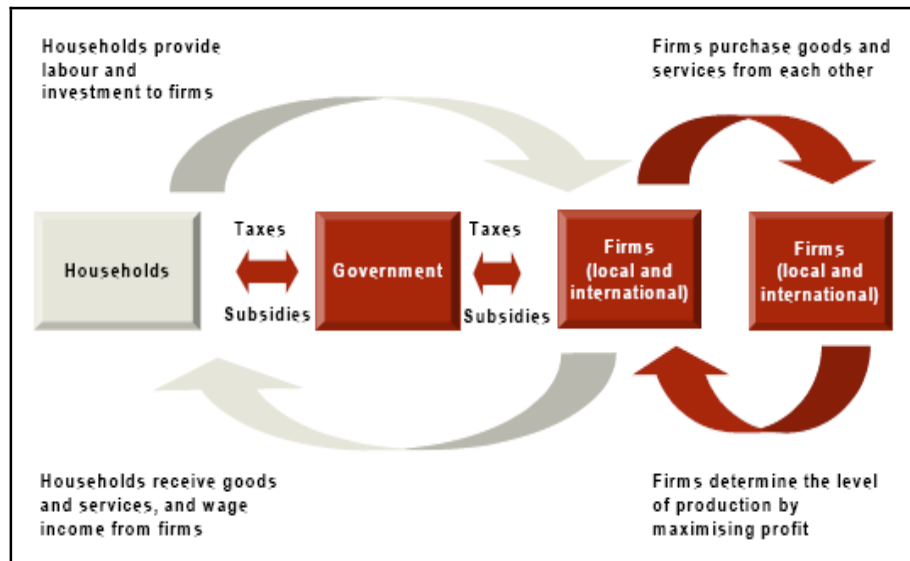 Households provide
labour and
investment to firms
Firms purchase goods and
services from each other
Households
Taxes
Subsidies
Government
Taxes
Subsidies
Firms
(local and
international)
Firms
(local and
international)
Households receive goods
and services, and wage
income from firms
Firms determine the level
of production by
maximising profit